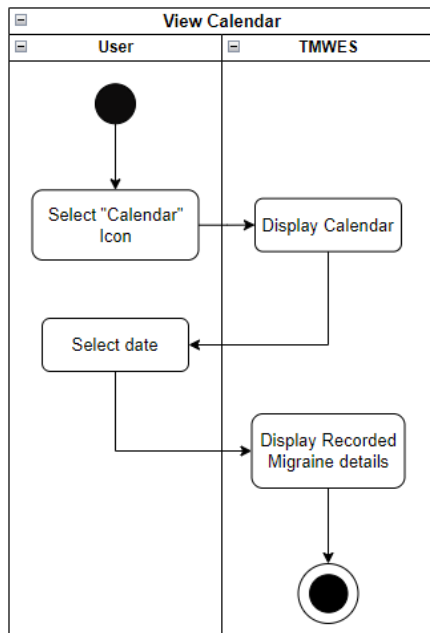 View Calendar
User
TMWES
Select "Calendar"
Icon
Display Calendar
Select date
Display Recorded
Migraine details